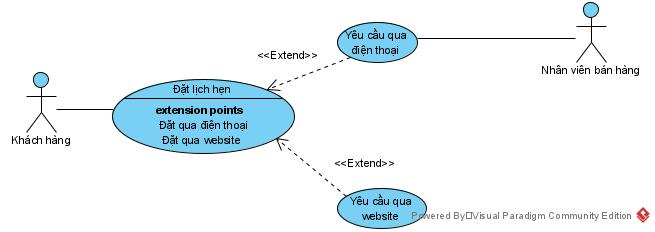 Yêu cầu qua
điện thoại
<<Extend>>
Nhân viên bán hàng
Đặt lịch hẹn
extension points
Đặt qua điện thoại
Đặt qua website
Khách hàng
<<Extend>>
Yêu cầu qua
website
Powered By Visual Paradigm Community Edition